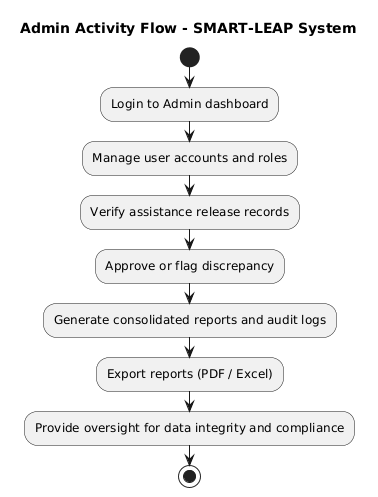 Admin Activity Flow - SMART-LEAP System
Login to Admin dashboard
Manage user accounts and roles
Verify assistance release records
Approve or flag discrepancy
Generate consolidated reports and audit logs
Export reports (PDF / Excel)
Provide oversight for data integrity and compliance